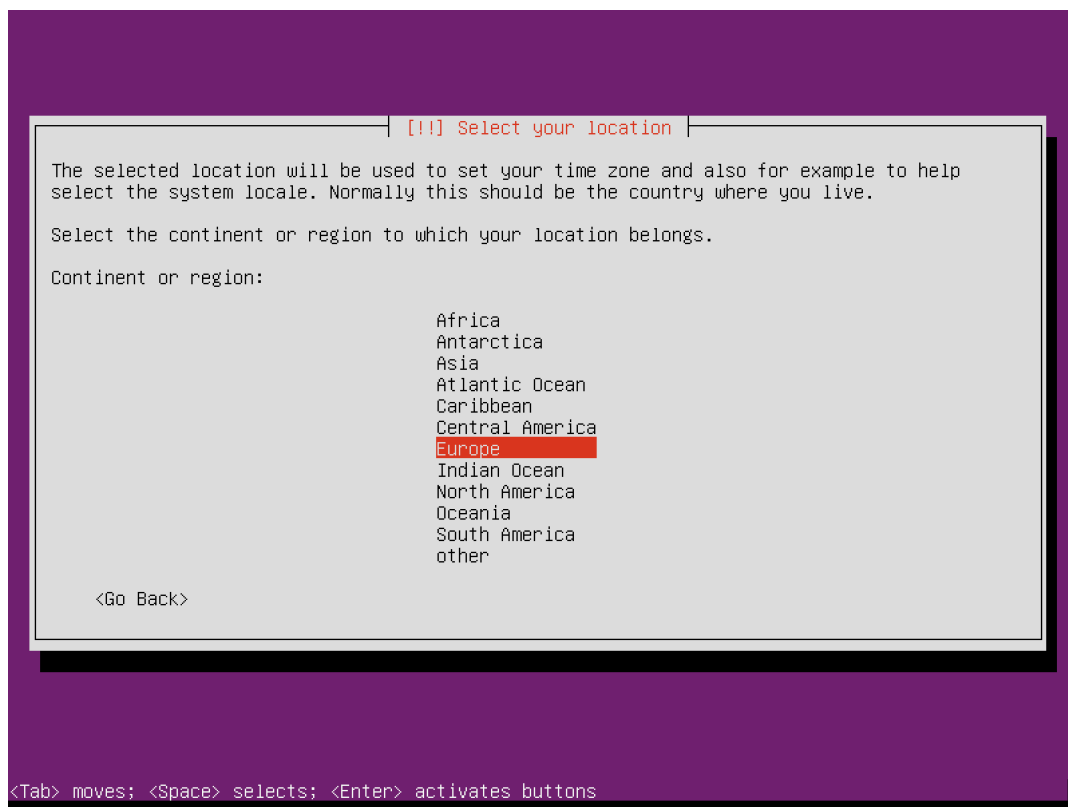 [!!] Select your location
The selected location will be used to set your time zone and also for example to help
select the system locale. Normally this should be the country where you live.
Select the continent or region to which your location belongs.
Continent or region:
Africa
Antarctica
Asia
Atlantic Ocean
Caribbean
Central America
Europe
Indian Ocean
North America
Oceania
South America
other
<Go Back>
<Tab> moves; <Space> selects; <Enter> activates buttons